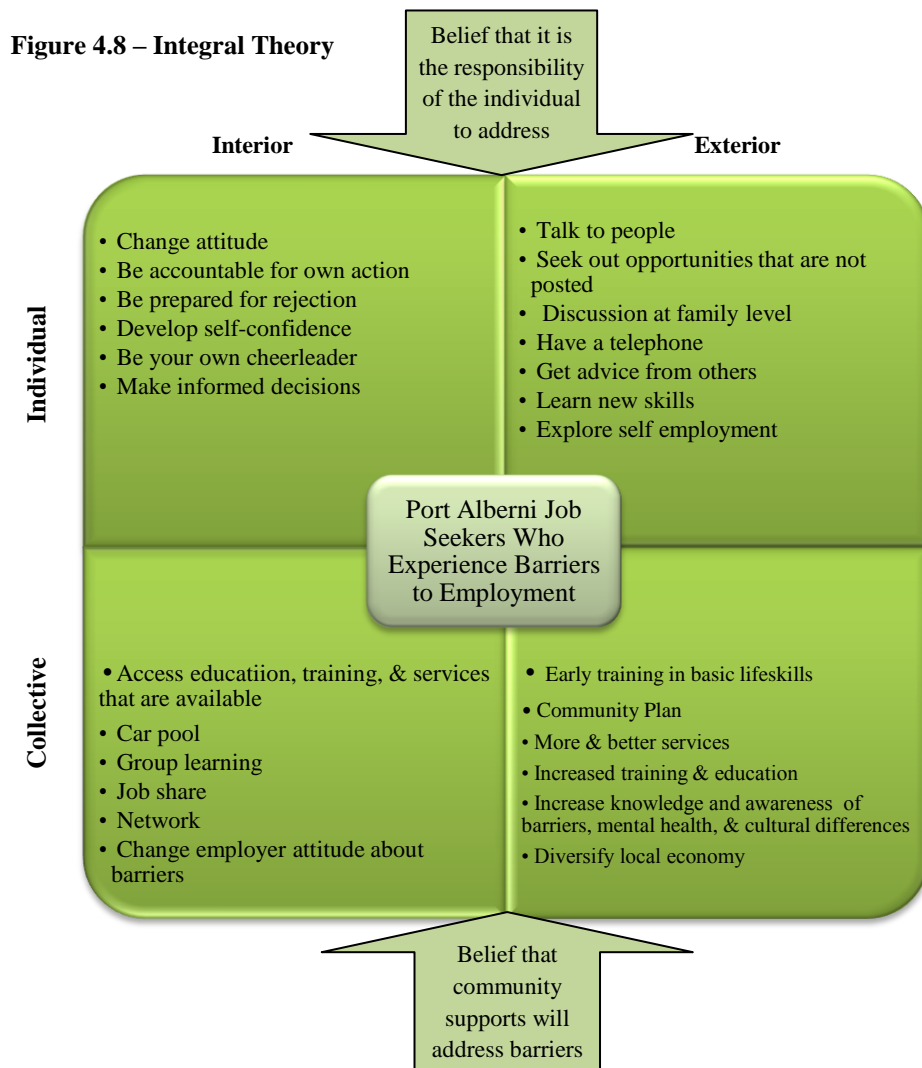 Figure 4.8 – Integral Theory
Belief that it is
the responsibility
of the individual
to address
Interior
Exterior
Individual
• Change attitude
• Be accountable for own action
• Be prepared for rejection
• Develop self-confidence
• Be your own cheerleader
• Make informed decisions
• Talk to people
• Seek out opportunities that are not
posted
• Discussion at family level
• Have a telephone
• Get advice from others
• Learn new skills
• Explore self employment
Port Alberni Job
Seekers Who
Experience Barriers
to Employment
Collective
• Access educatiion, training, & services
that are available
• Car pool
• Group learning
• Job share
• Network
• Change employer attitude about
barriers
• Early training in basic lifeskills
• Community Plan
• More & better services
• Increased training & education
• Increase knowledge and awareness of
barriers, mental health, & cultural differences
• Diversify local economy
Belief that
community
supports will
address barriers